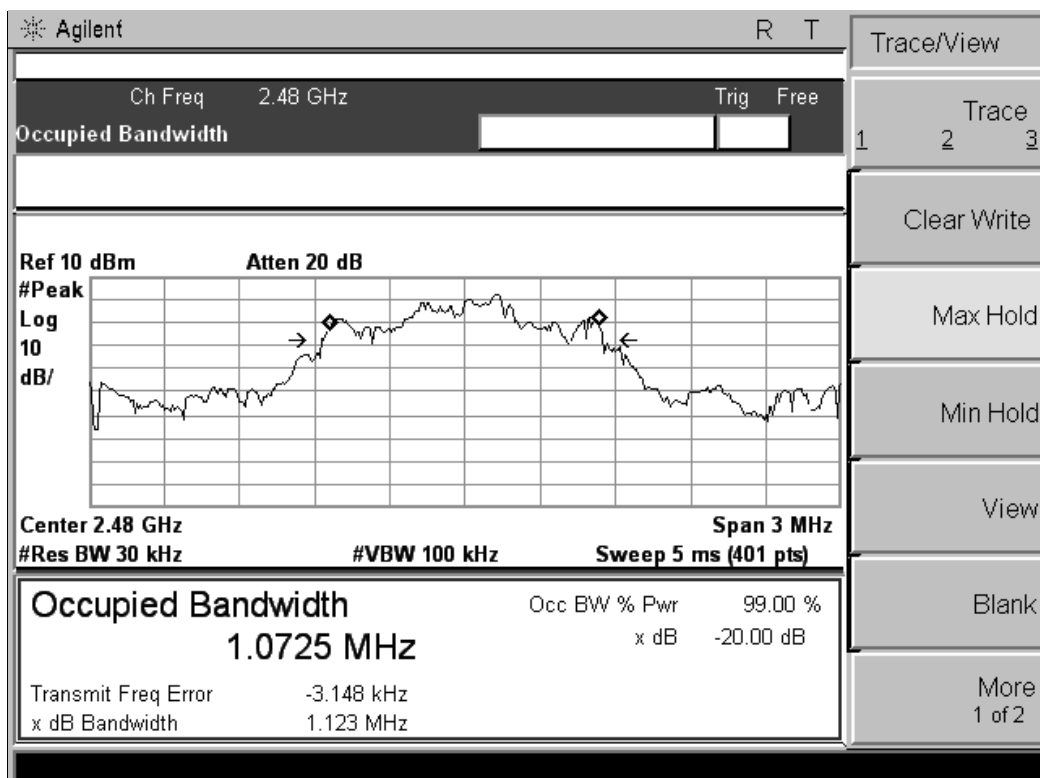 Agilent R T
Ch Freq 2.48 GHz Trig Free
Occupied Bandwidth
Ref 10 dBm Atten 20 dB
#Peak
Log
10
dB/
Center 2.48 GHz Span 3 MHz
#Res BW 30 kHz #VBW 100 kHz Sweep 5 ms (401 pts)
Occupied Bandwidth
1.0725 MHz
Occ BW % Pwr 99.00 %
x dB -20.00 dB
Transmit Freq Error -3.148 kHz
x dB Bandwidth 1.123 MHz
Trace/View
Trace
1 2 3
Clear Write
Max Hold
Min Hold
View
Blank
More
1 of 2